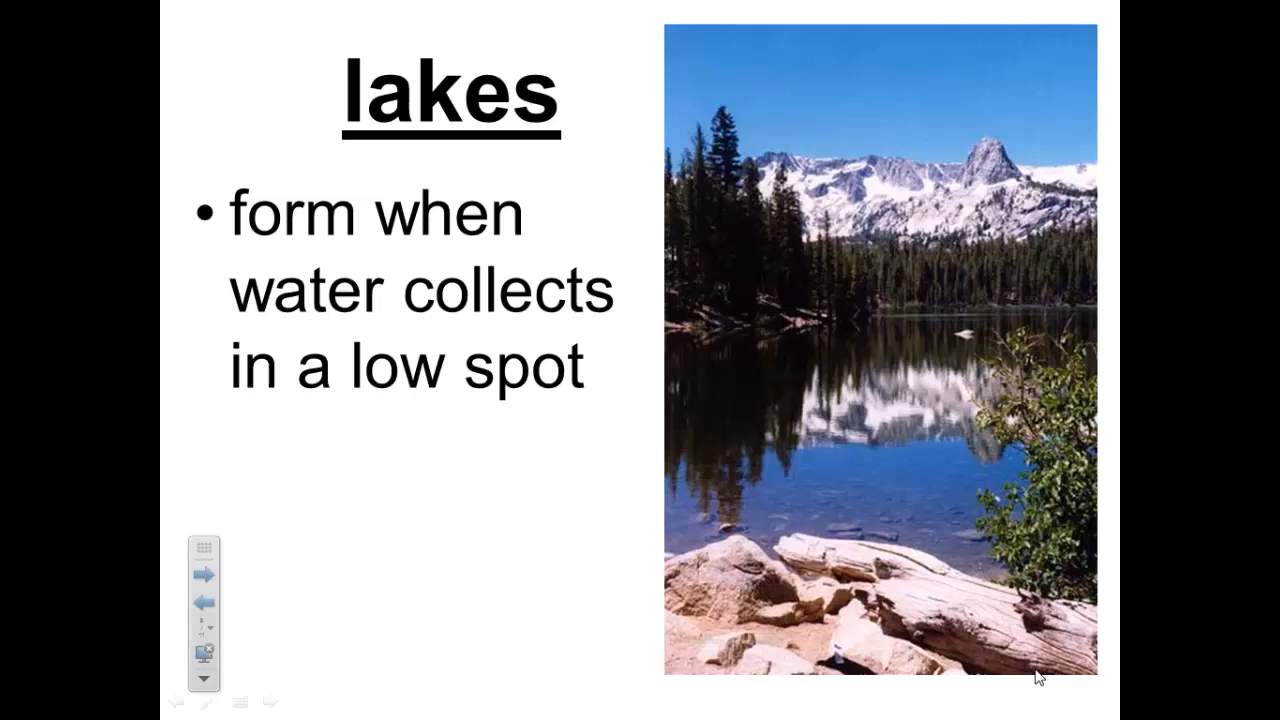 lakes
• form when
water collects
in a low spot